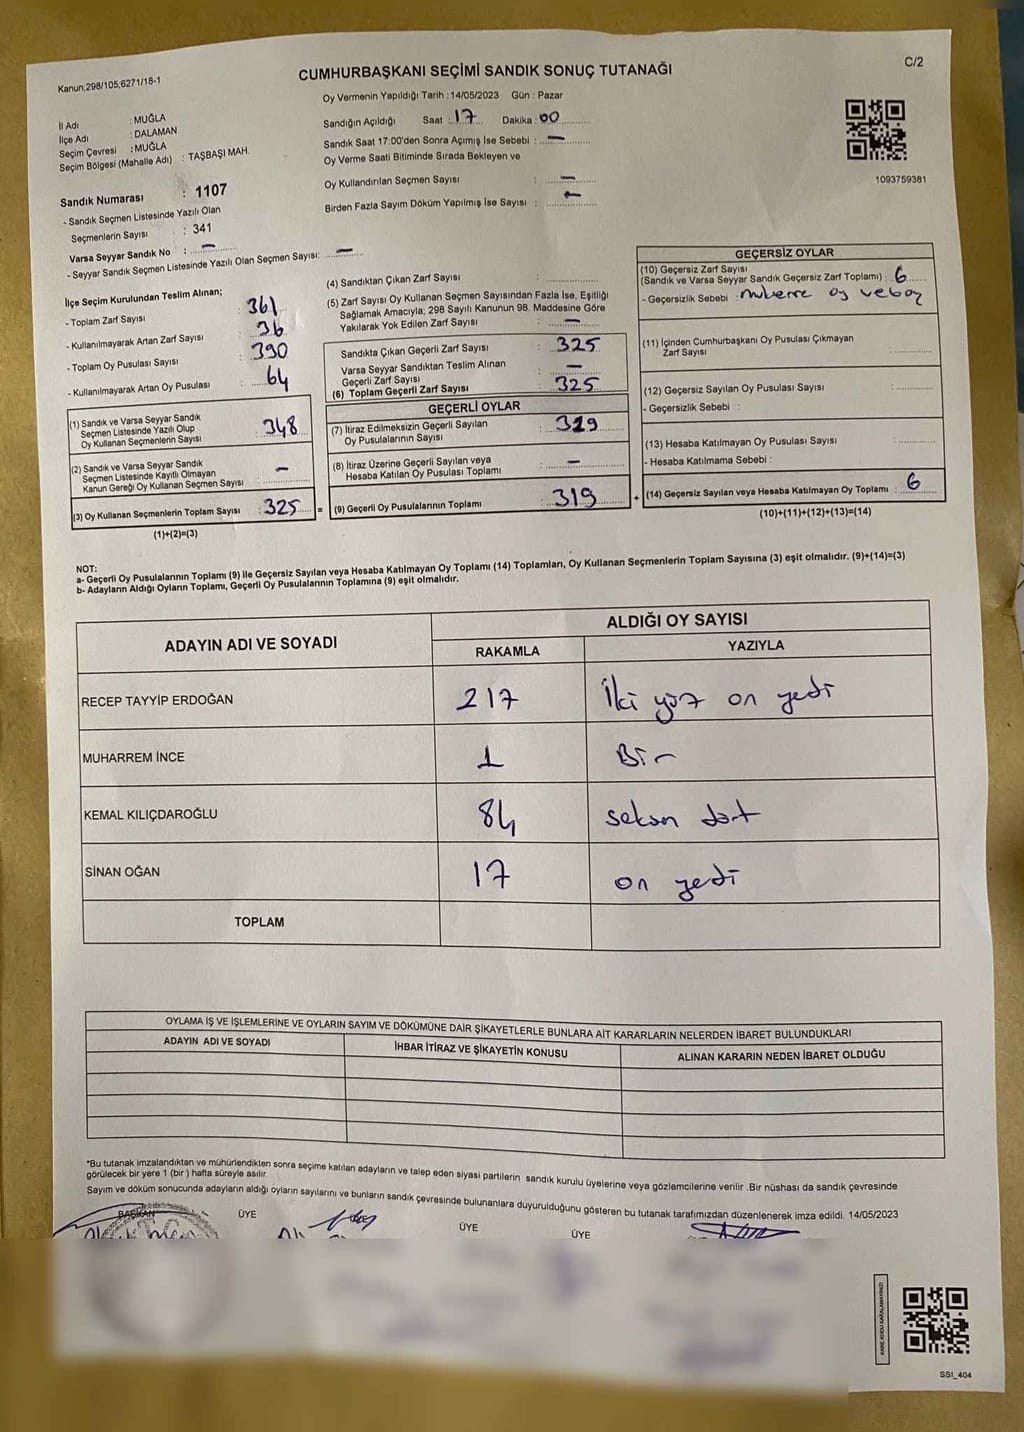 Kanun,298/105,6271/18-1
C/2
CUMHURBAŞKANI SEÇİMİ SANDIK SONUÇ TUTANAĞI
Oy Vermenin Yapıldığı Tarih : 14/05/2023 Gün : Pazar
İl Adı : MUĞLA
İlçe Adı : DALAMAN
Seçim Çevresi : MUĞLA
Seçim Bölgesi (Mahalle Adı) : TAŞBAŞI MAH.
Sandığın Açıldığı Saat : 17 Dakika : 00
Sandık Saat 17:00'den Sonra Açımış İse Sebebi : —
Oy Verme Saati Bitiminde Sırada Bekleyen ve
Oy Kullandırılan Seçmen Sayısı : —
Birden Fazla Sayım Döküm Yapılmış İse Sayısı : —
1093759381
Sandık Numarası : 1107
- Sandık Seçmen Listesinde Yazılı Olan
Seçmenlerin Sayısı : 341
Varsa Seyyar Sandık No : —
- Seyyar Sandık Seçmen Listesinde Yazılı Olan Seçmen Sayısı: —
İlçe Seçim Kurulundan Teslim Alınan;
- Toplam Zarf Sayısı : 361
- Kullanılmayarak Artan Zarf Sayısı : 36
- Toplam Oy Pusulası Sayısı : 390
- Kullanılmayarak Artan Oy Pusulası : 64
(1) Sandık ve Varsa Seyyar Sandık
Seçmen Listesinde Yazılı Olup
Oy Kullanan Seçmenlerin Sayısı : 348
(2) Sandık ve Varsa Seyyar Sandık
Seçmen Listesinde Kayıtlı Olmayan
Kanun Gereği Oy Kullanan Seçmen Sayısı : —
(3) Oy Kullanan Seçmenlerin Toplam Sayısı : 325
(1)+(2)=(3)
(4) Sandıktan Çıkan Zarf Sayısı :
(5) Zarf Sayısı Oy Kullanan Seçmen Sayısından Fazla İse, Eşitliği
Sağlamak Amacıyla; 298 Sayılı Kanunun 98. Maddesine Göre
Yakılarak Yok Edilen Zarf Sayısı : —
Sandıkta Çıkan Geçerli Zarf Sayısı : 325
Varsa Seyyar Sandıktan Teslim Alınan
Geçerli Zarf Sayısı : —
(6) Toplam Geçerli Zarf Sayısı : 325
GEÇERLİ OYLAR
(7) İtiraz Edilmeksizin Geçerli Sayılan
Oy Pusulalarının Sayısı : 319
(8) İtiraz Üzerine Geçerli Sayılan veya
Hesaba Katılan Oy Pusulası Toplamı : —
= (9) Geçerli Oy Pusulalarının Toplamı : 319
GEÇERSİZ OYLAR
(10) Geçersiz Zarf Sayısı
(Sandık ve Varsa Seyyar Sandık Geçersiz Zarf Toplamı) : 6
- Geçersizlik Sebebi : oy
(11) İçinden Cumhurbaşkanı Oy Pusulası Çıkmayan
Zarf Sayısı :
(12) Geçersiz Sayılan Oy Pusulası Sayısı :
- Geçersizlik Sebebi :
(13) Hesaba Katılmayan Oy Pusulası Sayısı :
- Hesaba Katılmama Sebebi :
+ (14) Geçersiz Sayılan veya Hesaba Katılmayan Oy Toplamı : 6
(10)+(11)+(12)+(13)=(14)
NOT:
a- Geçerli Oy Pusulalarının Toplamı (9) ile Geçersiz Sayılan veya Hesaba Katılmayan Oy Toplamı (14) Toplamları, Oy Kullanan Seçmenlerin Toplam Sayısına (3) eşit olmalıdır. (9)+(14)=(3)
b- Adayların Aldığı Oyların Toplamı, Geçerli Oy Pusulalarının Toplamına (9) eşit olmalıdır.
ADAYIN ADI VE SOYADI
ALDIĞI OY SAYISI
RAKAMLA YAZIYLA
RECEP TAYYİP ERDOĞAN 217 İki yüz on yedi
MUHARREM İNCE 1 Bir
KEMAL KILIÇDAROĞLU 84 seksen dört
SİNAN OĞAN 17 on yedi
TOPLAM
OYLAMA İŞ VE İŞLEMLERİNE VE OYLARIN SAYIM VE DÖKÜMÜNE DAİR ŞİKAYETLERLE BUNLARA AİT KARARLARIN NELERDEN İBARET BULUNDUKLARI
ADAYIN ADI VE SOYADI İHBAR İTİRAZ VE ŞİKAYETİN KONUSU ALINAN KARARIN NEDEN İBARET OLDUĞU
*Bu tutanak imzalandıktan ve mühürlendikten sonra seçime katılan adayların ve talep eden siyasi partilerin sandık kurulu üyelerine veya gözlemcilerine verilir .Bir nüshası da sandık çevresinde
görülecek bir yere 1 (bir ) hafta süreyle asılır.
Sayım ve döküm sonucunda adayların aldığı oyların sayılarını ve bunların sandık çevresinde bulunanlara duyurulduğunu gösteren bu tutanak tarafımızdan düzenlenerek imza edildi. 14/05/2023
BAŞKAN ÜYE ÜYE ÜYE
KARE KODU KARALAMAYINIZ!
SSI_404